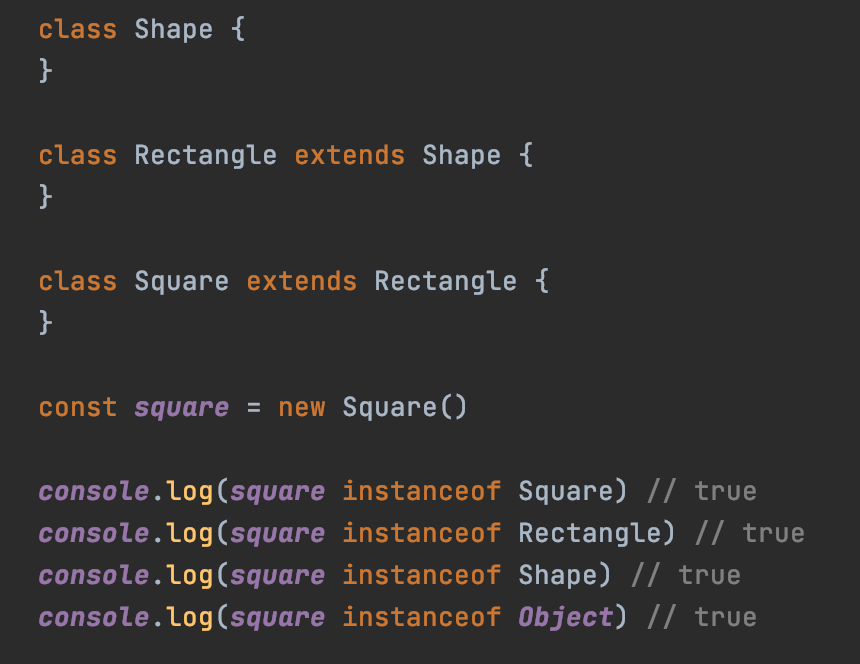 class Shape {
}
class Rectangle extends Shape {
}
class Square extends Rectangle {
}
const square = new Square()
console.log(square instanceof Square) // true
console.log(square instanceof Rectangle) // true
console.log(square instanceof Shape) // true
console.log(square instanceof Object) // true